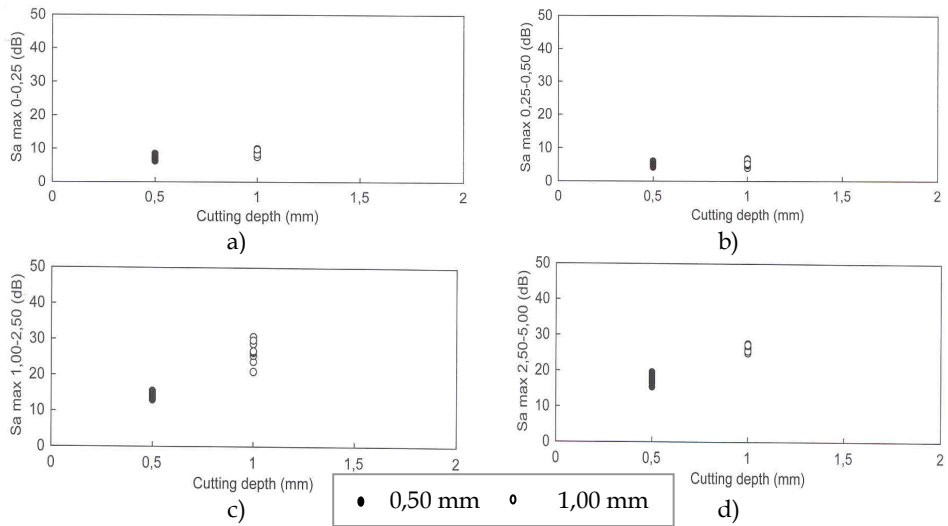 Sa max 0-0,25 (dB)
50
40
30
20
10
0
0 0,5 1 1,5 2
Cutting depth (mm)
a)
Sa max 0,25-0,50 (dB)
50
40
30
20
10
0
0 0,5 1 1,5 2
Cutting depth (mm)
b)
Sa max 1,00-2,50 (dB)
50
40
30
20
10
0
0 0,5 1 1,5 2
Cutting depth (mm)
c)
Sa max 2,50-5,00 (dB)
50
40
30
20
10
0
0 0,5 1 1,5 2
Cutting depth (mm)
d)
0,50 mm 1,00 mm